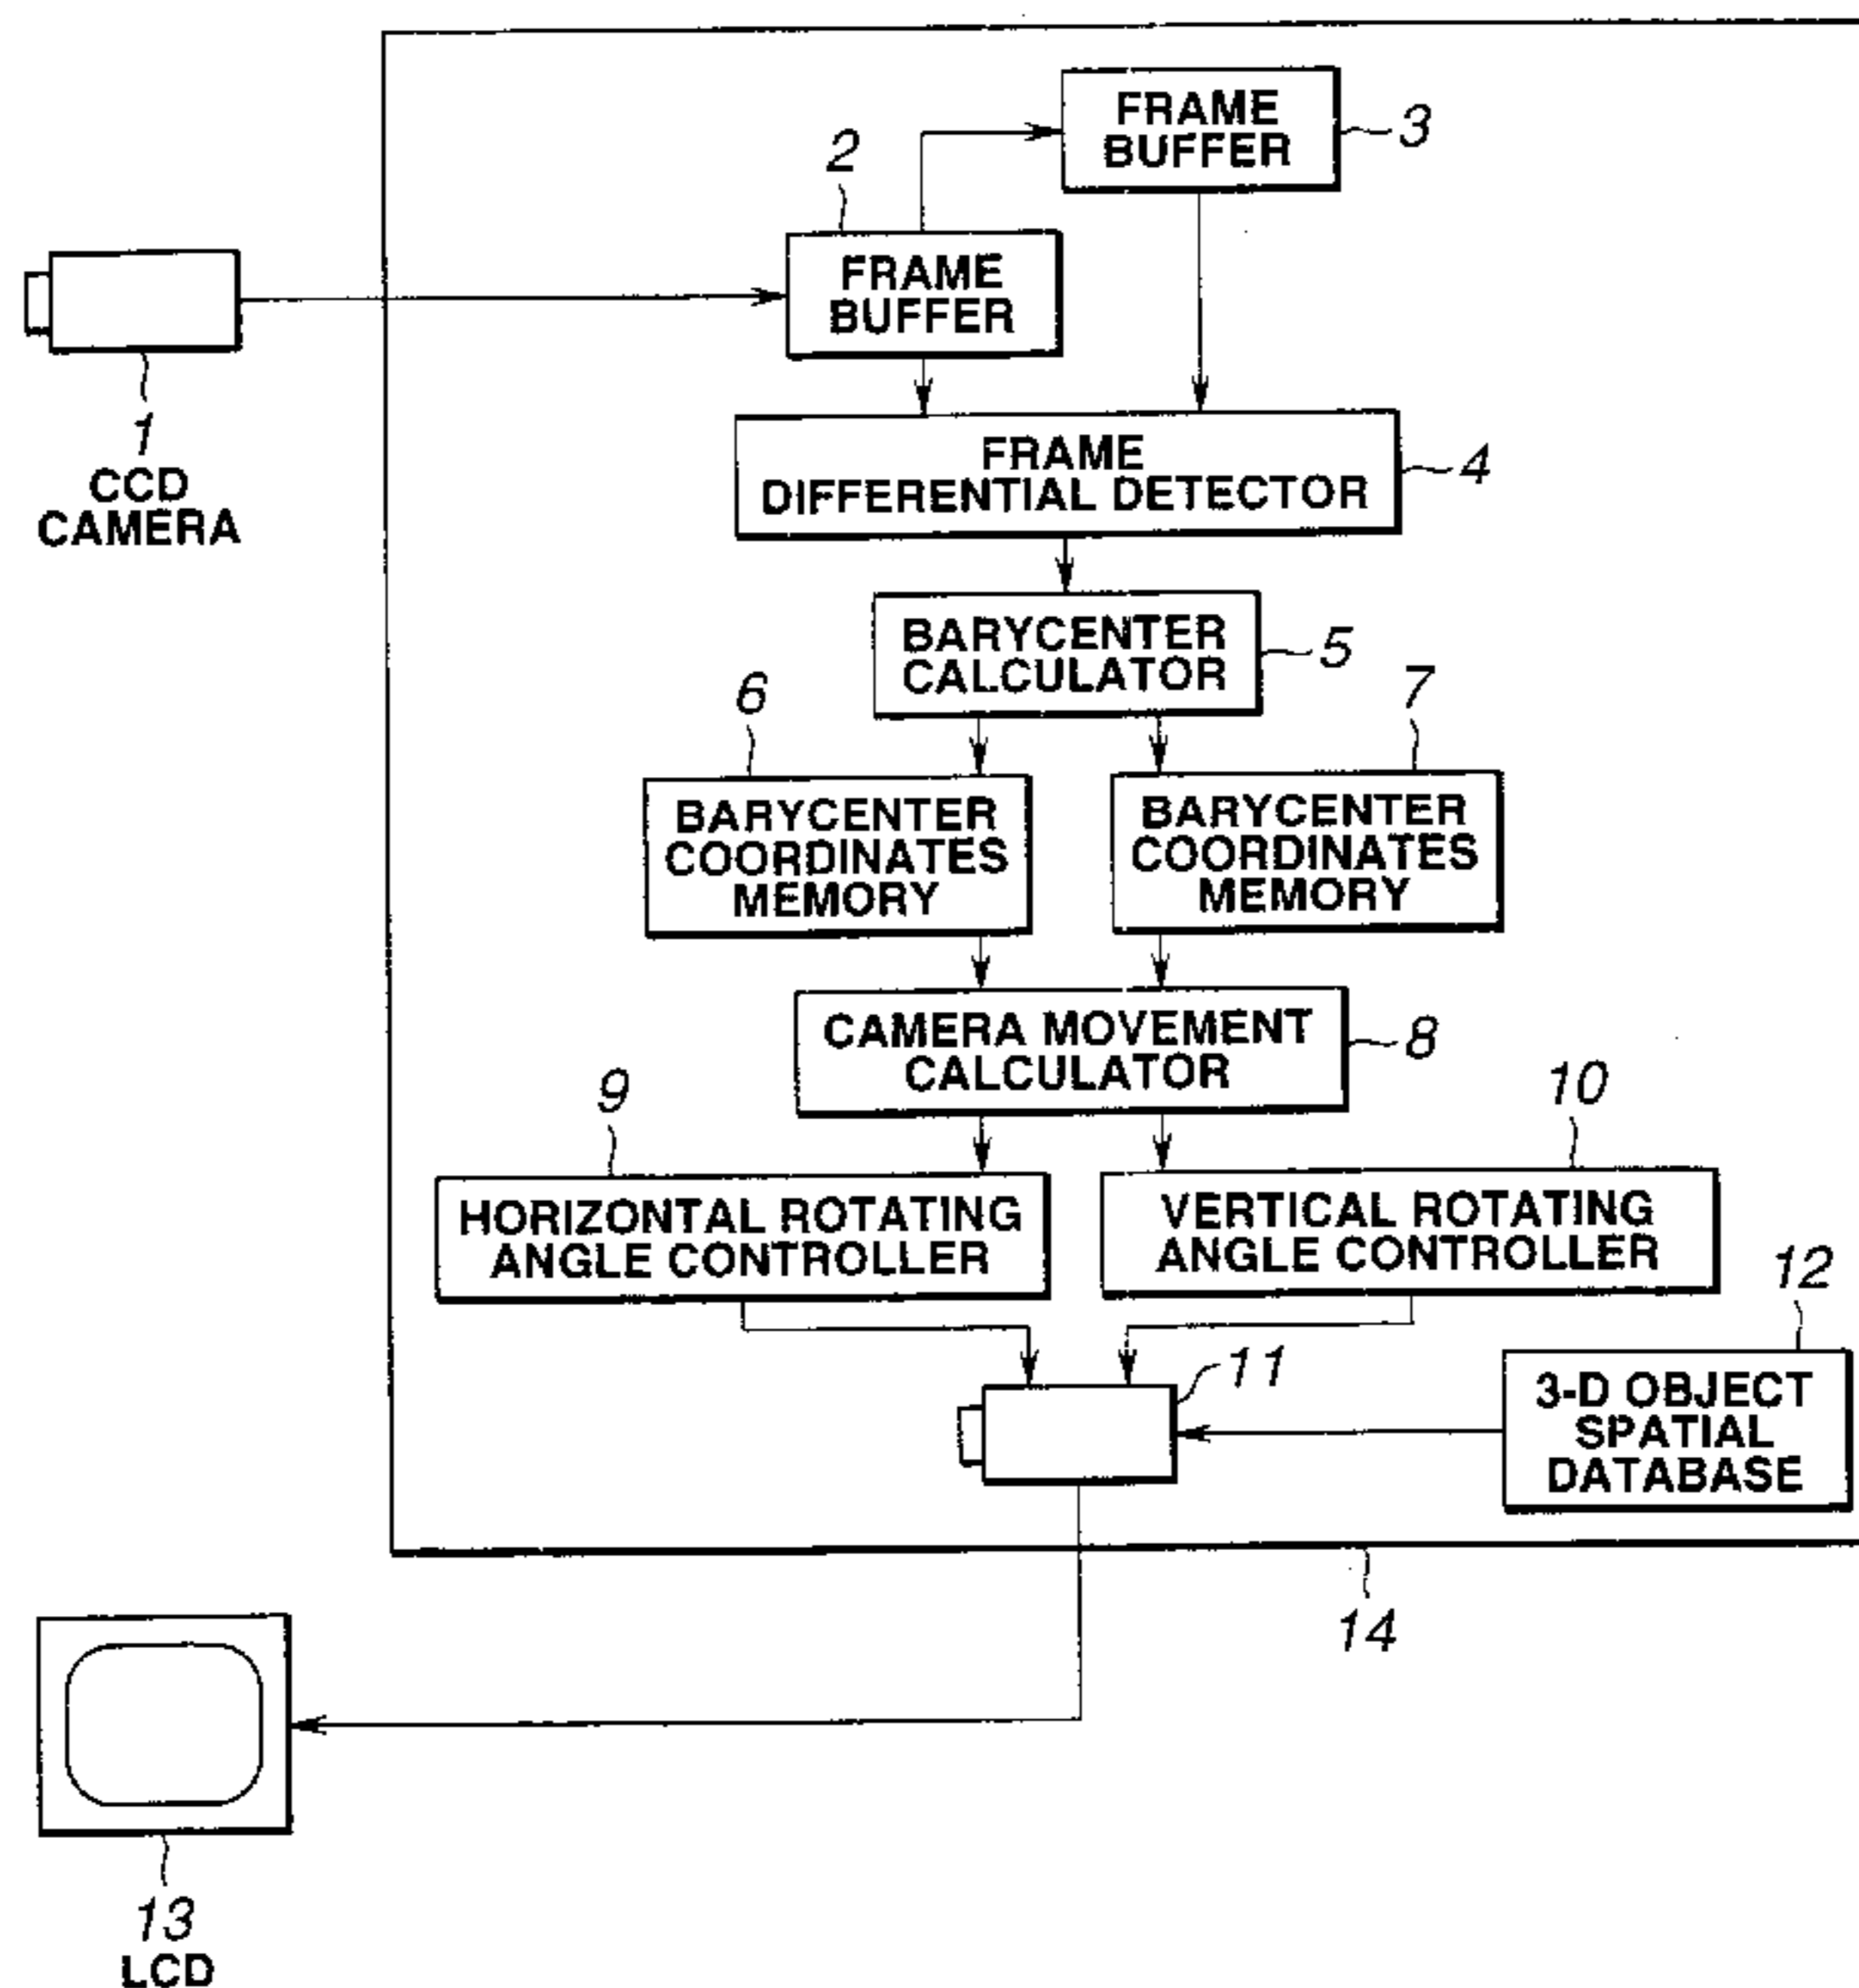 FRAME
BUFFER
3
2
FRAME
BUFFER
1
CCD
CAMERA
FRAME
DIFFERENTIAL DETECTOR
4
BARYCENTER
CALCULATOR
5
6
7
BARYCENTER
COORDINATES
MEMORY
BARYCENTER
COORDINATES
MEMORY
CAMERA MOVEMENT
CALCULATOR
8
9
10
HORIZONTAL ROTATING
ANGLE CONTROLLER
VERTICAL ROTATING
ANGLE CONTROLLER
12
11
3-D OBJECT
SPATIAL
DATABASE
14
13
LCD